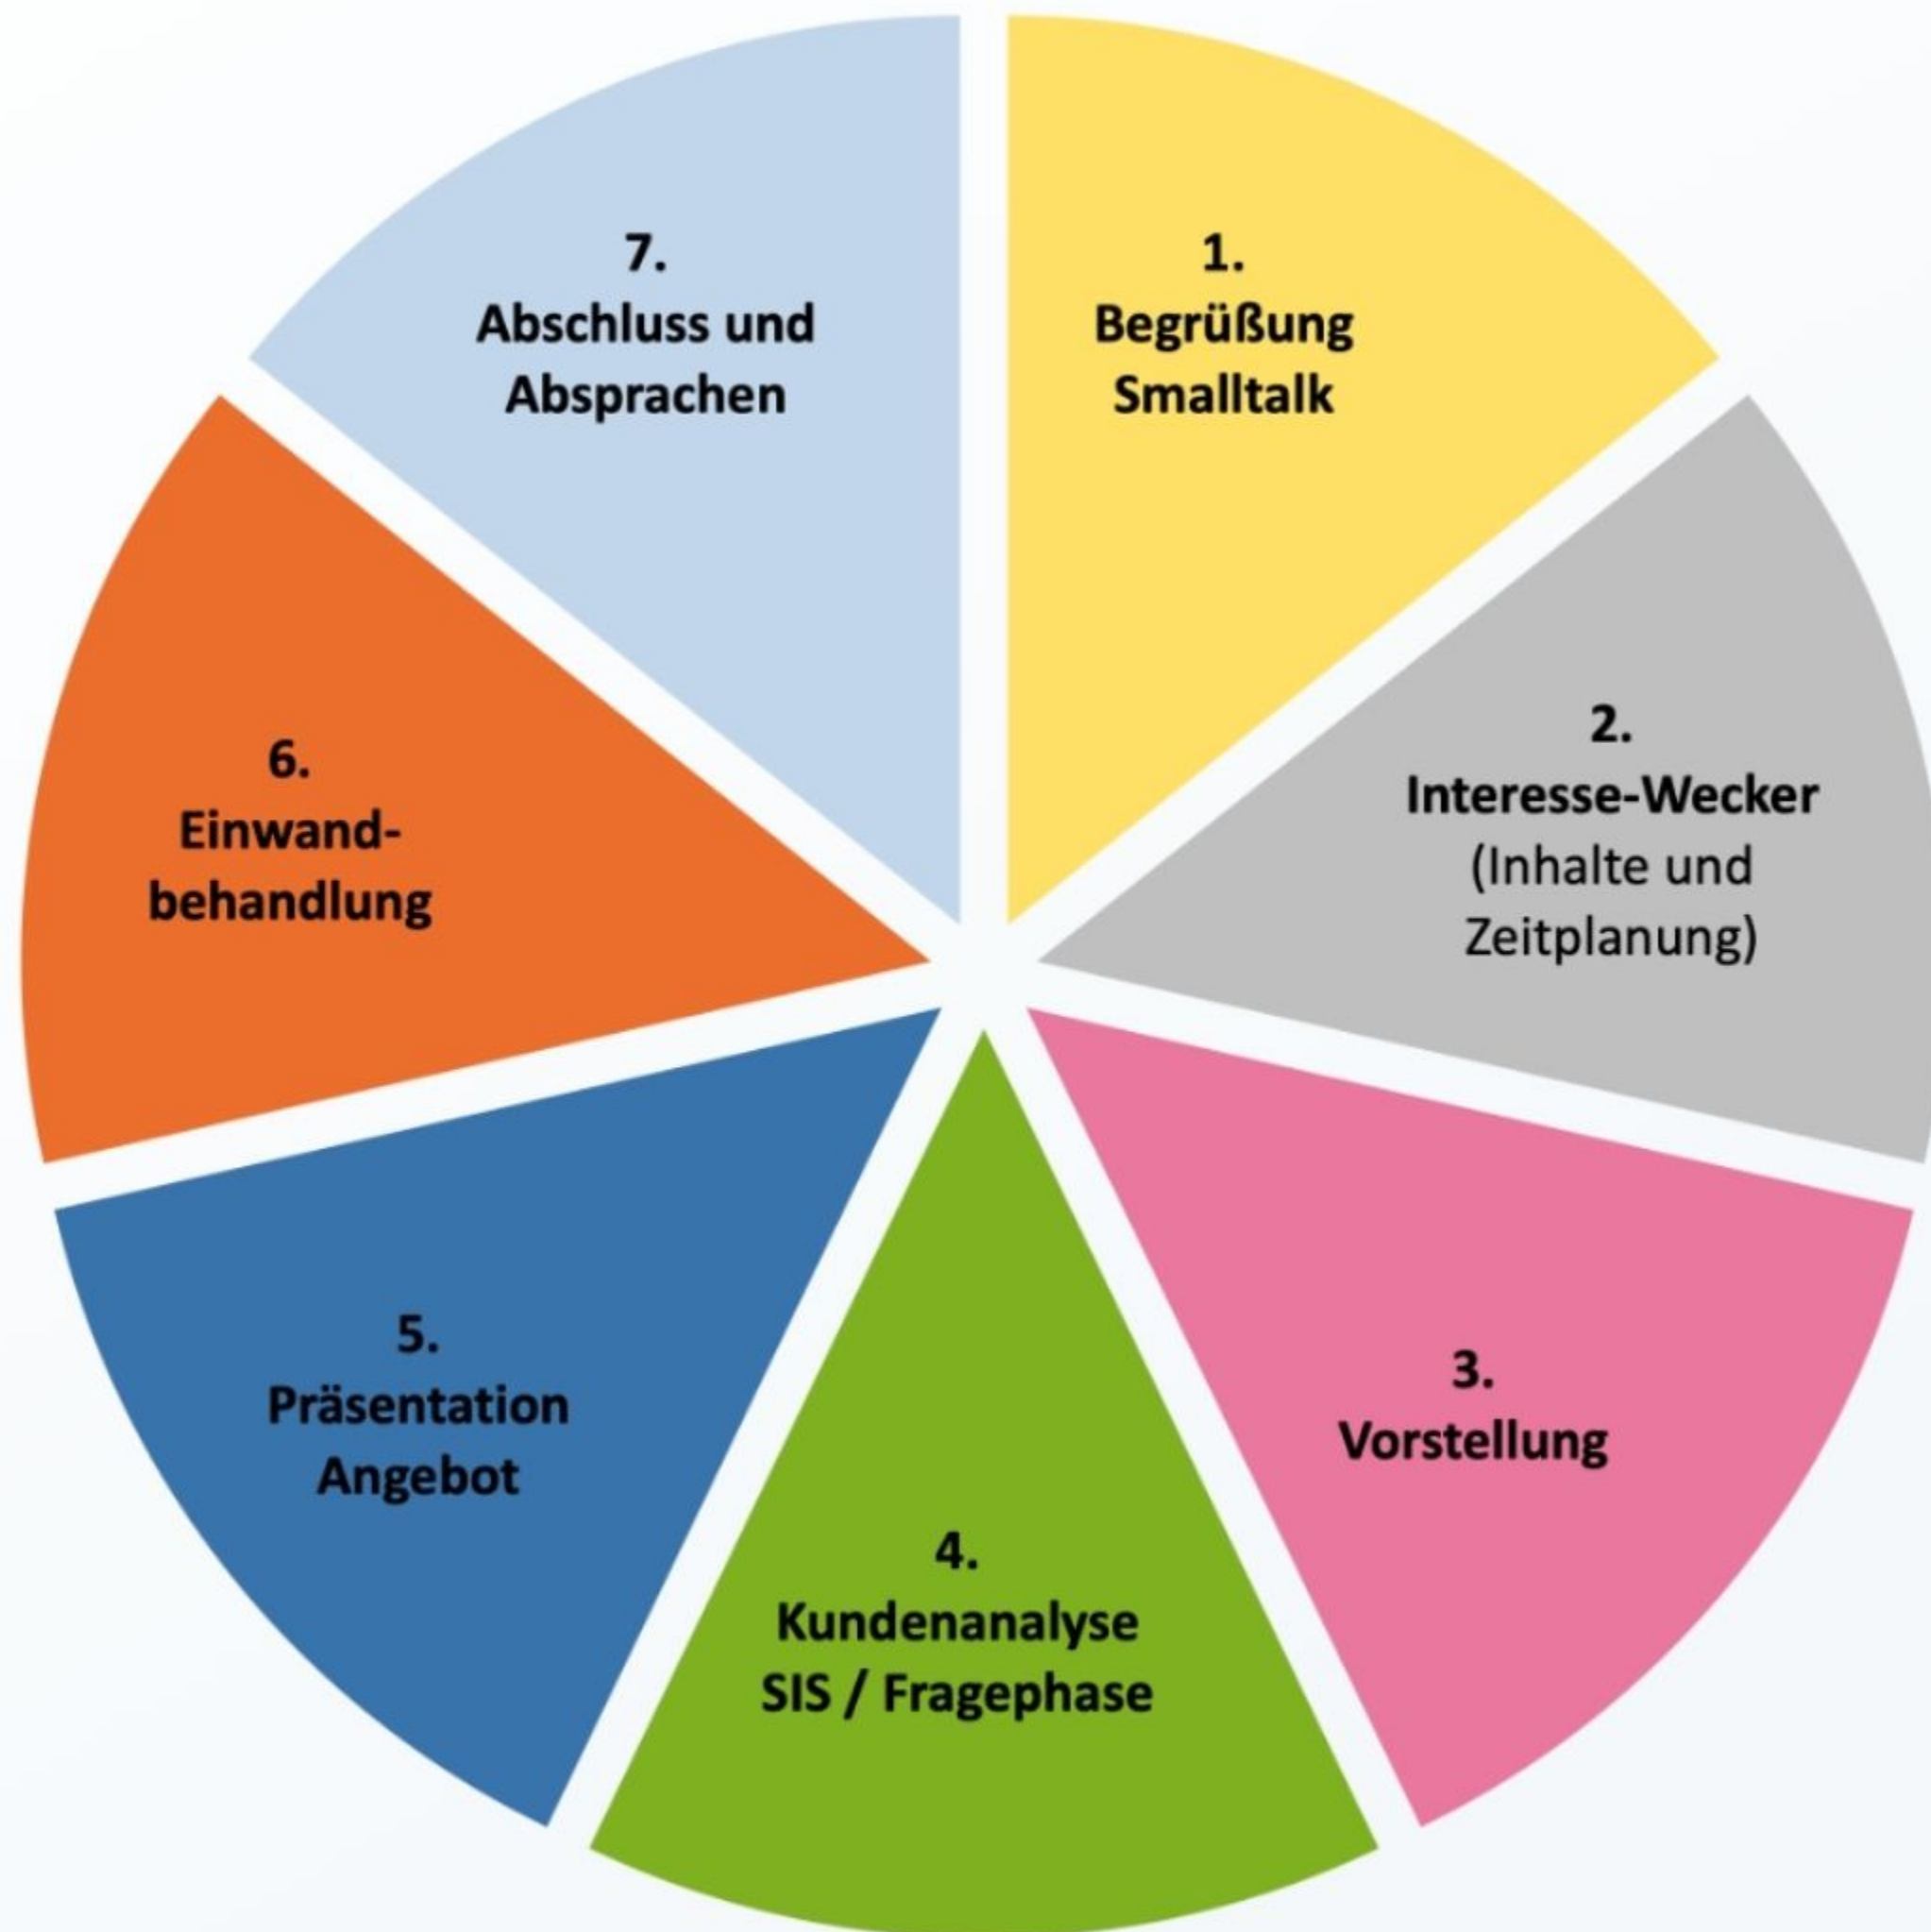 1.
Begrüßung
Smalltalk
2.
Interesse-Wecker
(Inhalte und
Zeitplanung)
3.
Vorstellung
4.
Kundenanalyse
SIS / Fragephase
5.
Präsentation
Angebot
6.
Einwand-
behandlung
7.
Abschluss und
Absprachen